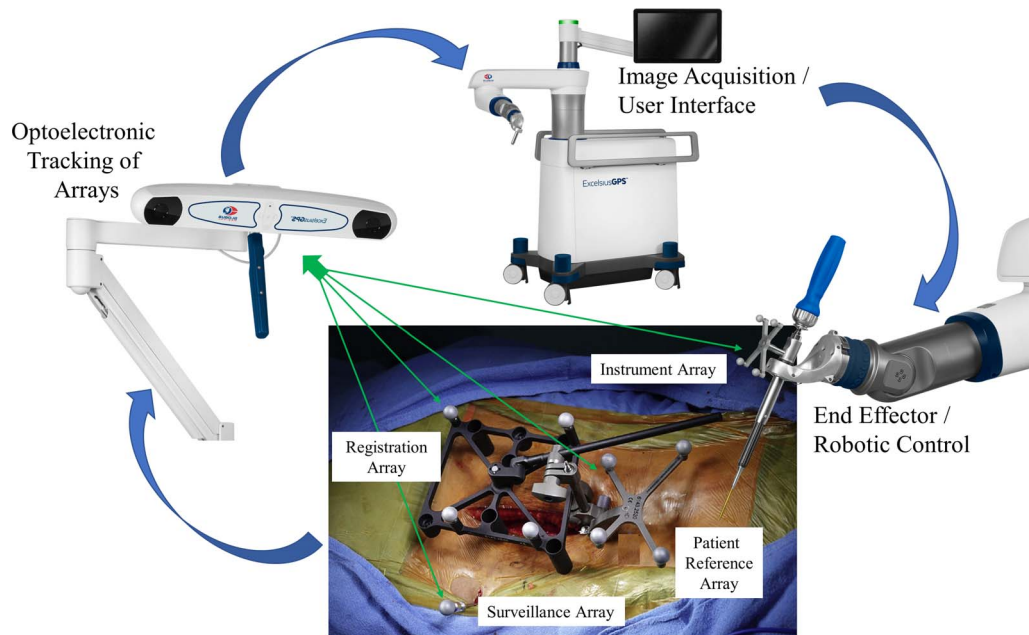 Image Acquisition /
User Interface
Optoelectronic
Tracking of
Arrays
ExcelsiusGPS™
Instrument Array
Registration
Array
End Effector /
Robotic Control
Patient
Reference
Array
Surveillance Array